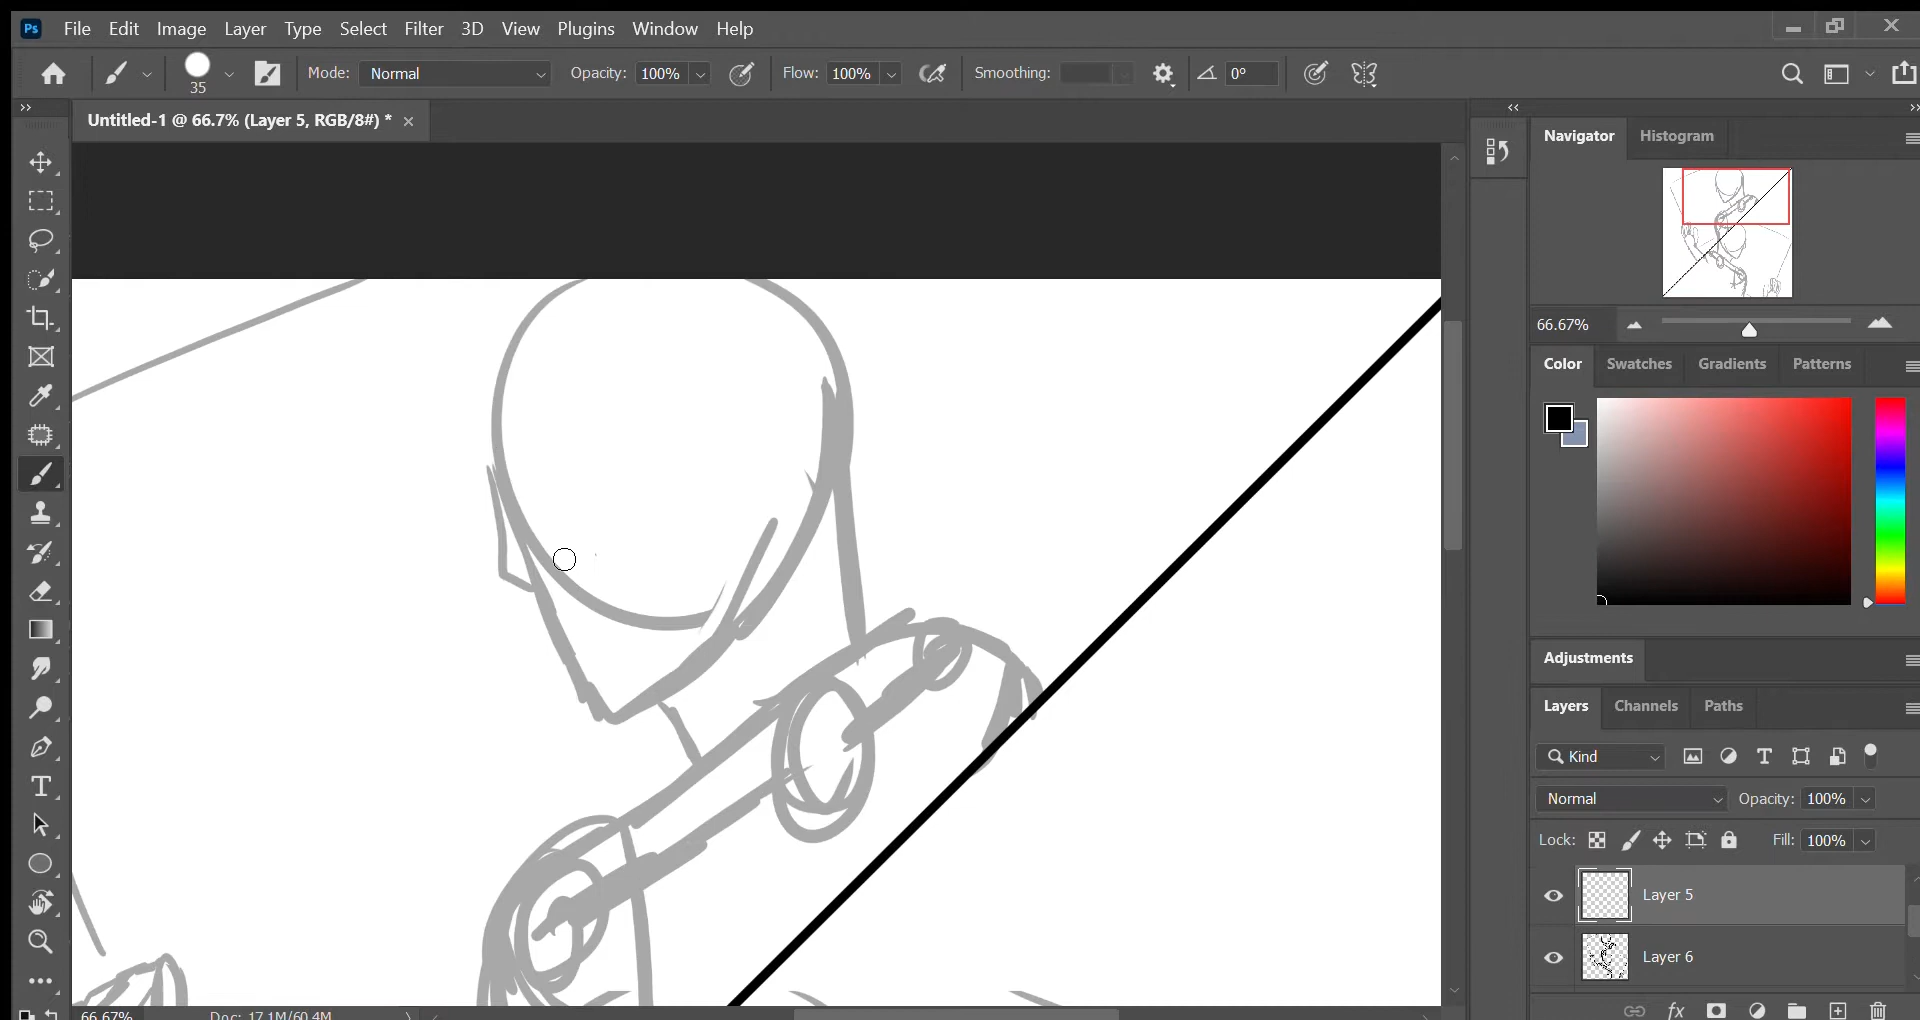 Ps File Edit Image Layer Type Select Filter 3D View Plugins Window Help
35 Mode: Normal Opacity: 100% Flow: 100% Smoothing: 0°
Untitled-1 @ 66.7% (Layer 5, RGB/8#) *
Navigator Histogram
66.67%
Color Swatches Gradients Patterns
Adjustments
Layers Channels Paths
Kind
Normal Opacity: 100%
Lock: Fill: 100%
Layer 5
Layer 6
fx
66.67% Doc: 17.1M/60.4M